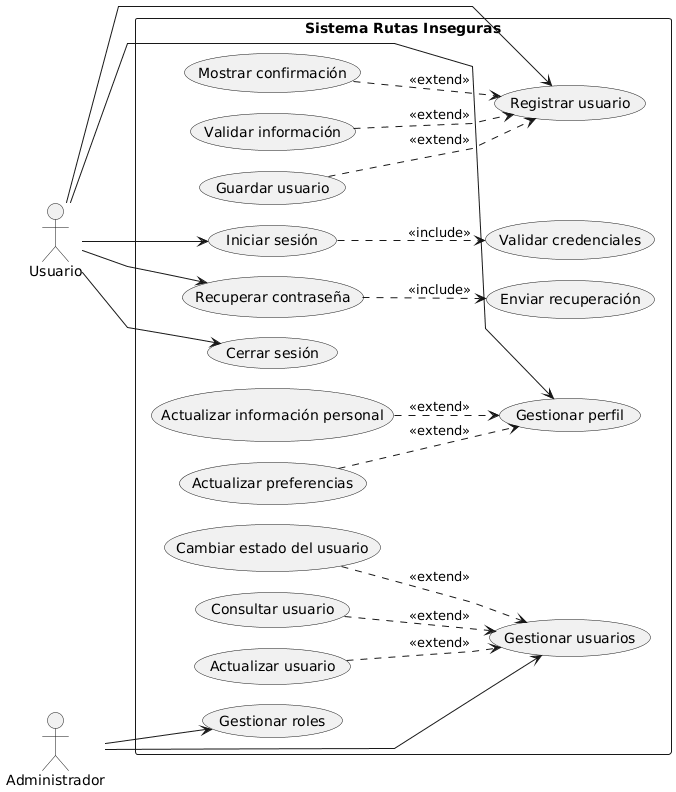 Sistema Rutas Inseguras
Mostrar confirmación
«extend»
Registrar usuario
Validar información
«extend»
«extend»
Guardar usuario
Usuario
Iniciar sesión
«include»
Validar credenciales
Recuperar contraseña
«include»
Enviar recuperación
Cerrar sesión
Actualizar información personal
«extend»
Gestionar perfil
«extend»
Actualizar preferencias
Cambiar estado del usuario
«extend»
Consultar usuario
«extend»
Gestionar usuarios
«extend»
Actualizar usuario
Gestionar roles
Administrador